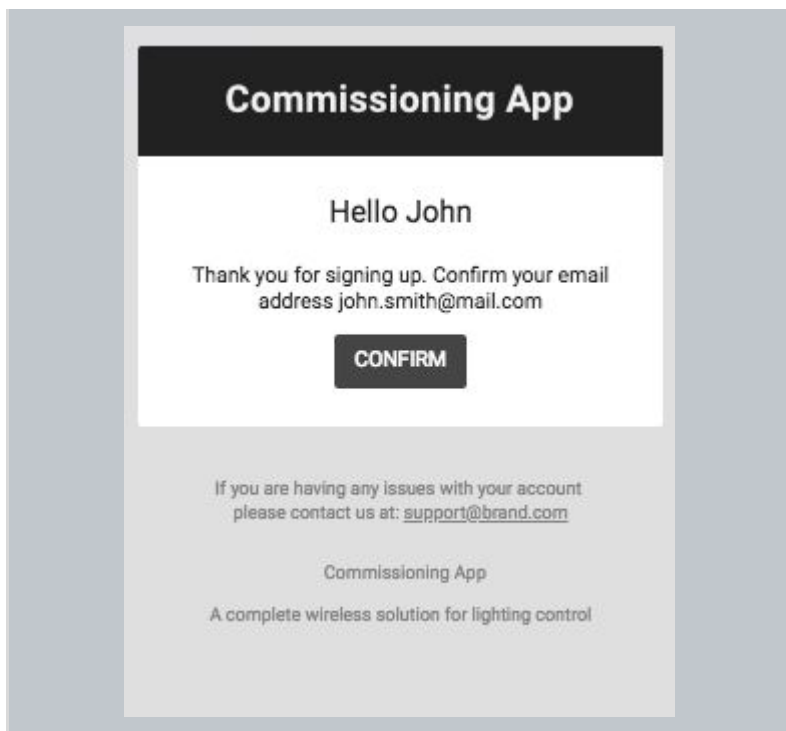 Commissioning App
Hello John
Thank you for signing up. Confirm your email
address john.smith@mail.com
CONFIRM
If you are having any issues with your account
please contact us at: support@brand.com
Commissioning App
A complete wireless solution for lighting control